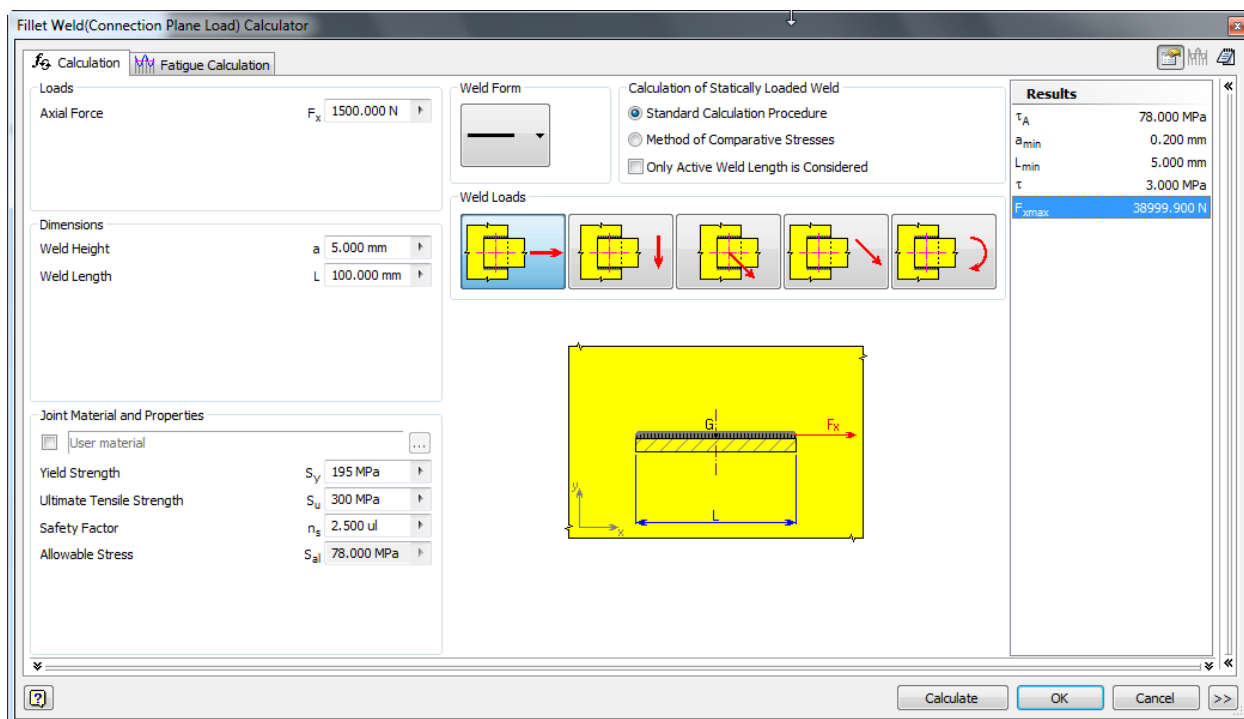 Fillet Weld(Connection Plane Load) Calculator
Calculation
Fatigue Calculation
Loads
Axial Force Fx 1500.000 N
Dimensions
Weld Height a 5.000 mm
Weld Length L 100.000 mm
Joint Material and Properties
User material ...
Yield Strength Sy 195 MPa
Ultimate Tensile Strength Su 300 MPa
Safety Factor ns 2.500 ul
Allowable Stress Sal 78.000 MPa
Weld Form
Calculation of Statically Loaded Weld
Standard Calculation Procedure
Method of Comparative Stresses
Only Active Weld Length is Considered
Weld Loads
G
Fx
L
y
x
Results
τA 78.000 MPa
amin 0.200 mm
Lmin 5.000 mm
τ 3.000 MPa
Fxmax 38999.900 N
?
Calculate
OK
Cancel
>>